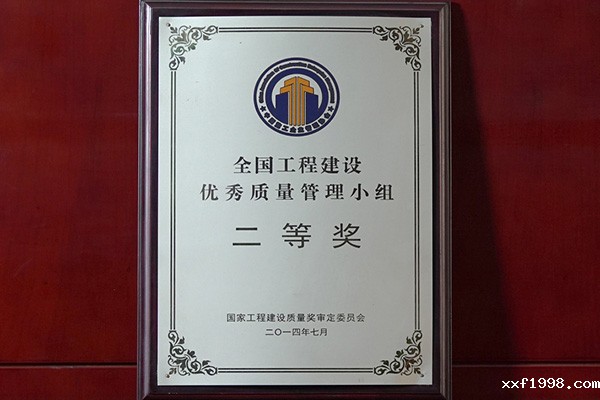 全国工程建设
优秀质量管理小组
二等奖
国家工程建设质量奖审定委员会
二〇一四年七月
xxf1998.com